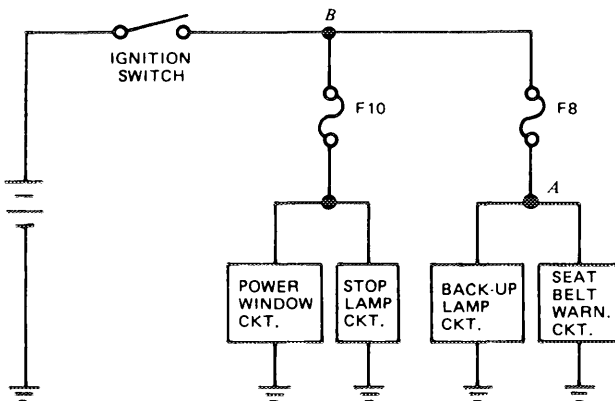 B
IGNITION
SWITCH
F10
F8
A
POWER
WINDOW
CKT.
STOP
LAMP
CKT.
BACK-UP
LAMP
CKT.
SEAT
BELT
WARN.
CKT.